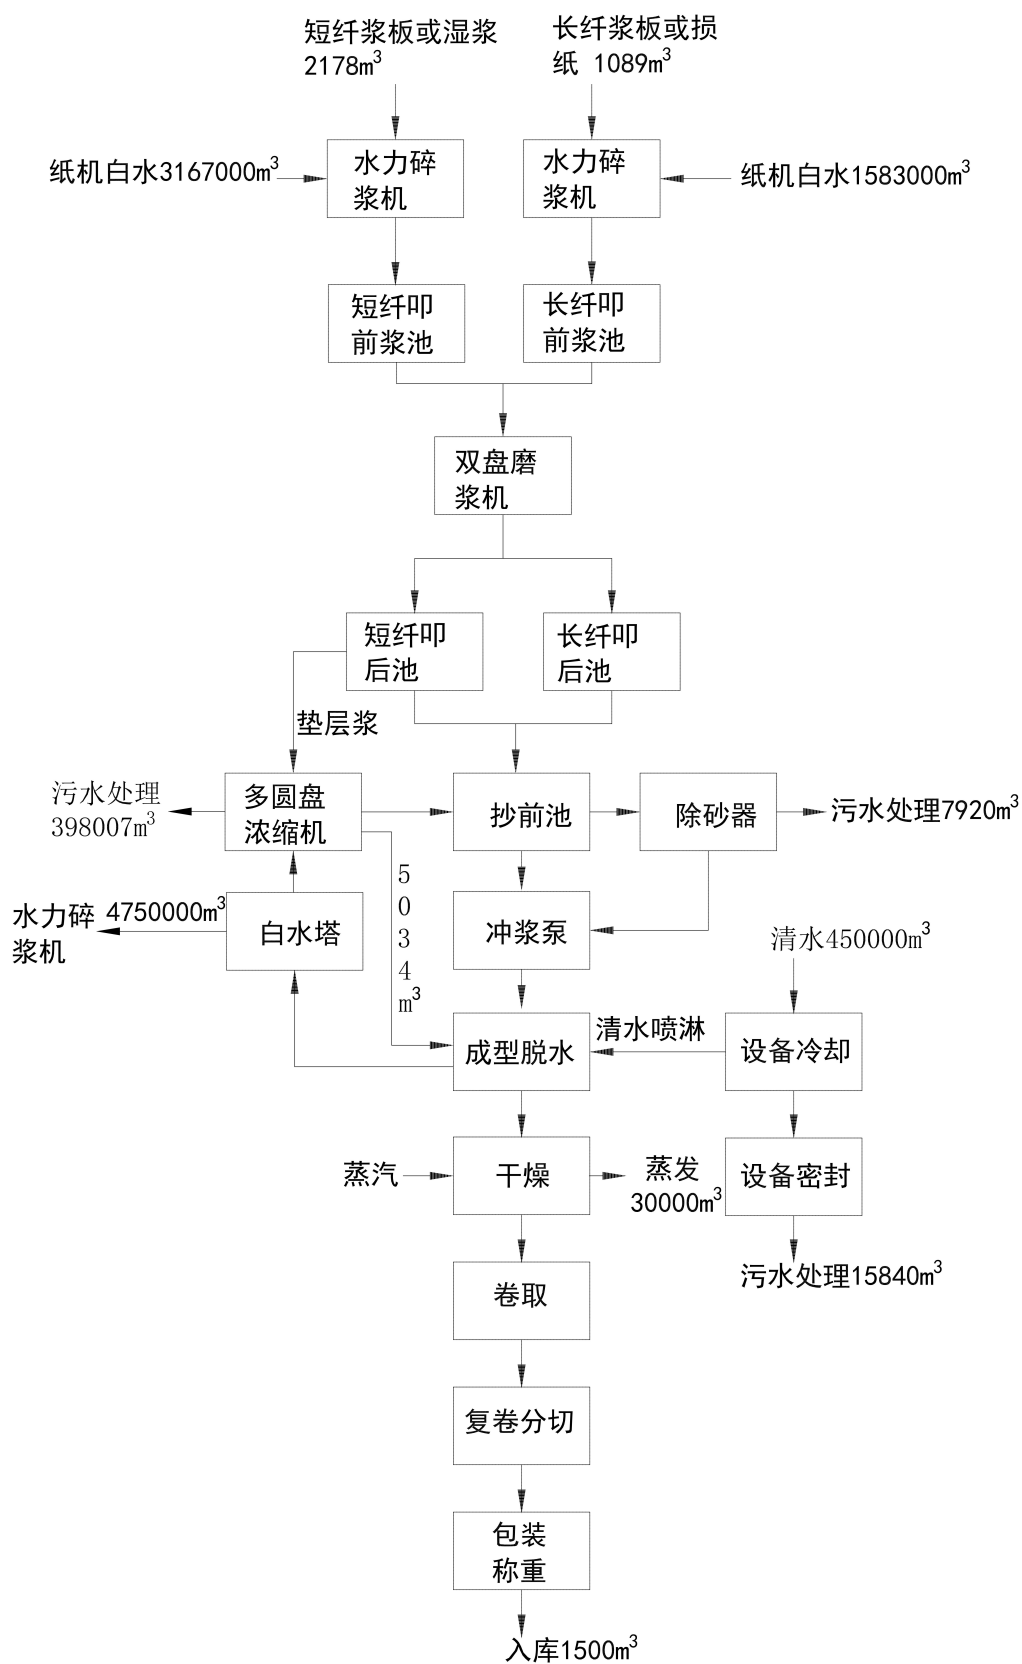 短纤浆板或湿浆
2178m³
长纤浆板或损
纸 1089m³
纸机白水3167000m³
水力碎
浆机
水力碎
浆机
纸机白水1583000m³
短纤叩
前浆池
长纤叩
前浆池
双盘磨
浆机
短纤叩
后池
长纤叩
后池
垫层浆
污水处理
398007m³
多圆盘
浓缩机
抄前池
除砂器
污水处理7920m³
5034m³
水力碎
浆机
4750000m³
白水塔
冲浆泵
清水450000m³
成型脱水
清水喷淋
设备冷却
蒸汽
干燥
蒸发
30000m³
设备密封
污水处理15840m³
卷取
复卷分切
包装
称重
入库1500m³